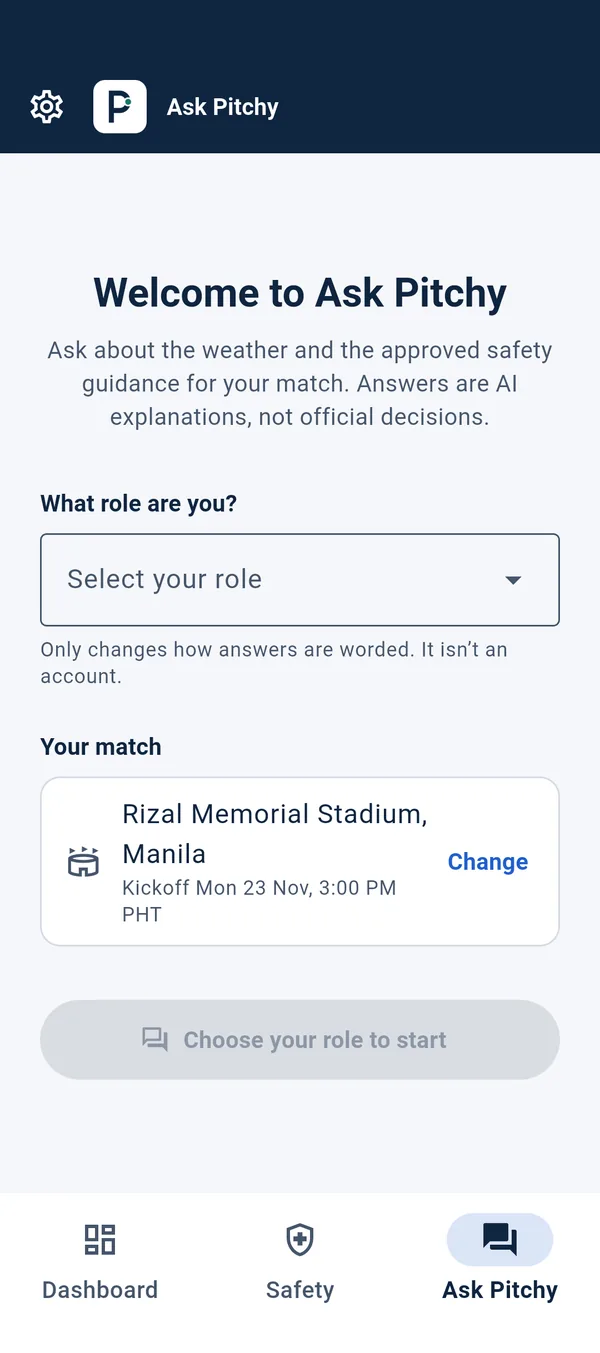 Ask Pitchy
Welcome to Ask Pitchy
Ask about the weather and the approved safety
guidance for your match. Answers are AI
explanations, not official decisions.
What role are you?
Select your role
Only changes how answers are worded. It isn’t an
account.
Your match
Rizal Memorial Stadium,
Manila
Kickoff Mon 23 Nov, 3:00 PM
PHT
Change
Choose your role to start
Dashboard
Safety
Ask Pitchy